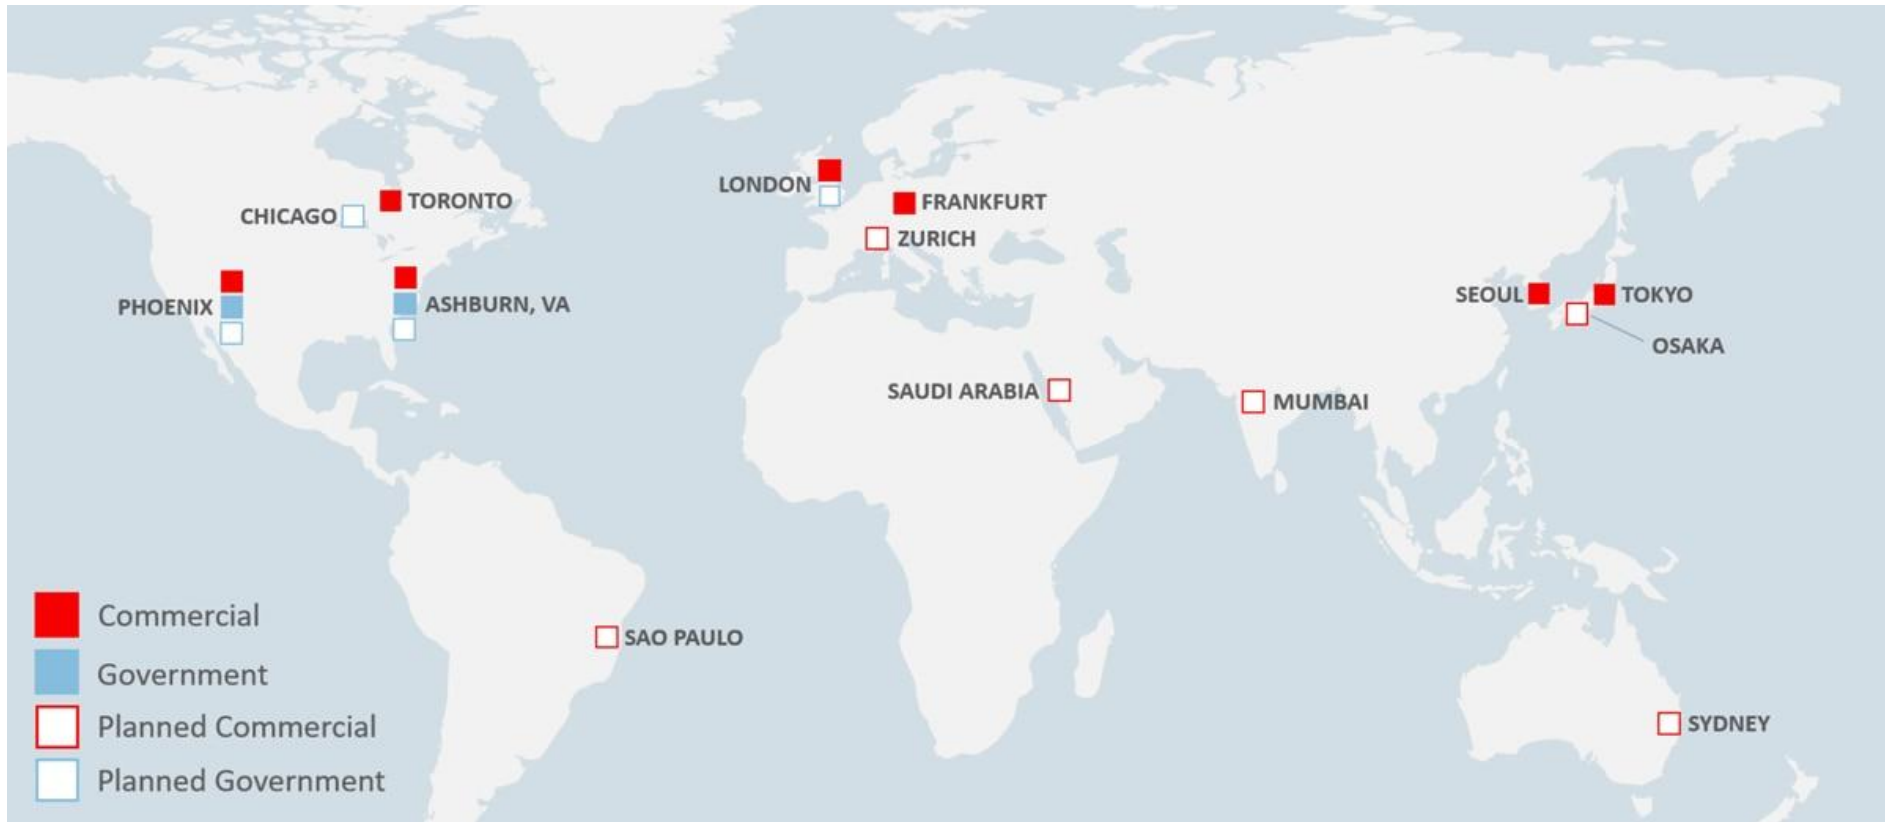 LONDON
TORONTO
FRANKFURT
CHICAGO
ZURICH
PHOENIX
ASHBURN, VA
SEOUL
TOKYO
OSAKA
SAUDI ARABIA
MUMBAI
SAO PAULO
SYDNEY
Commercial
Government
Planned Commercial
Planned Government